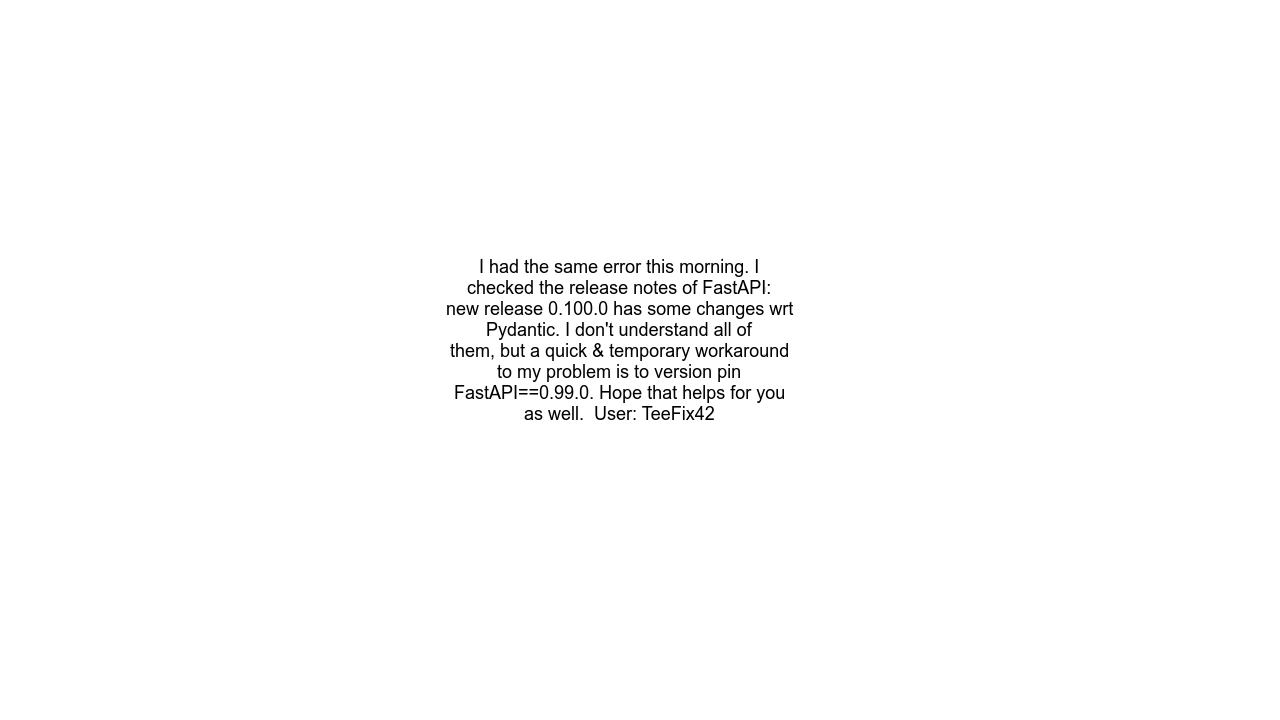 I had the same error this morning. I
checked the release notes of FastAPI:
new release 0.100.0 has some changes wrt
Pydantic. I don't understand all of
them, but a quick & temporary workaround
to my problem is to version pin
FastAPI==0.99.0. Hope that helps for you
as well.  User: TeeFix42